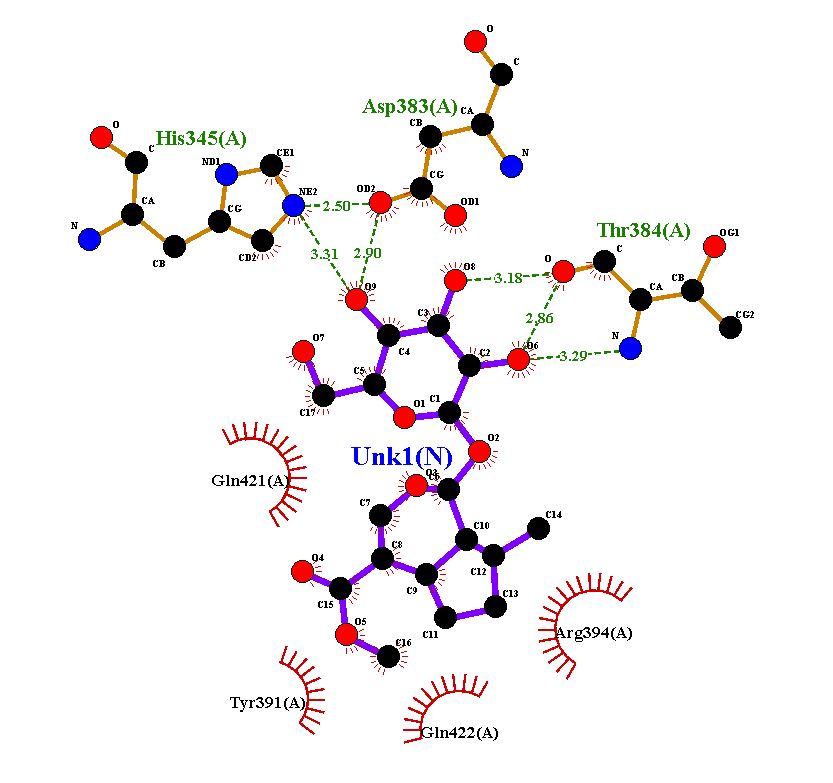 O
C
Asp383(A)
CA
CB
N
CG
OD2
OD1
O
His345(A)
C
ND1
CE1
NE2
CA
CG
N
CB
CD2
2.50
3.31
2.90
Thr384(A)
OG1
O
C
CB
CA
CG2
N
3.18
2.86
3.29
O8
O9
O7
C3
C4
O6
C2
C5
C17
O1
C1
O2
Unk1(N)
Gln421(A)
C7
C10
C14
C8
C12
O4
C9
C13
C15
C11
O5
C16
Arg394(A)
Tyr391(A)
Gln422(A)